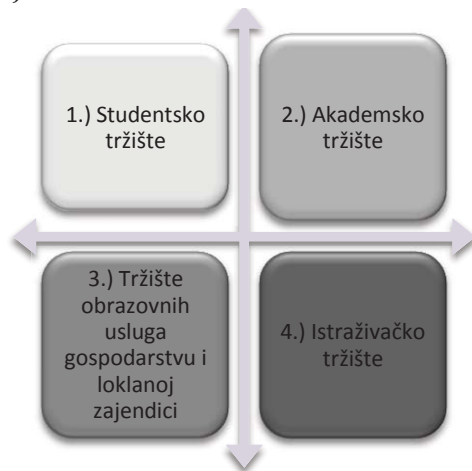 1.) Studentsko
tržište
2.) Akademsko
tržište
3.) Tržište
obrazovnih
usluga
gospodarstvu i
loklanoj
zajendici
4.) Istraživačko
tržište